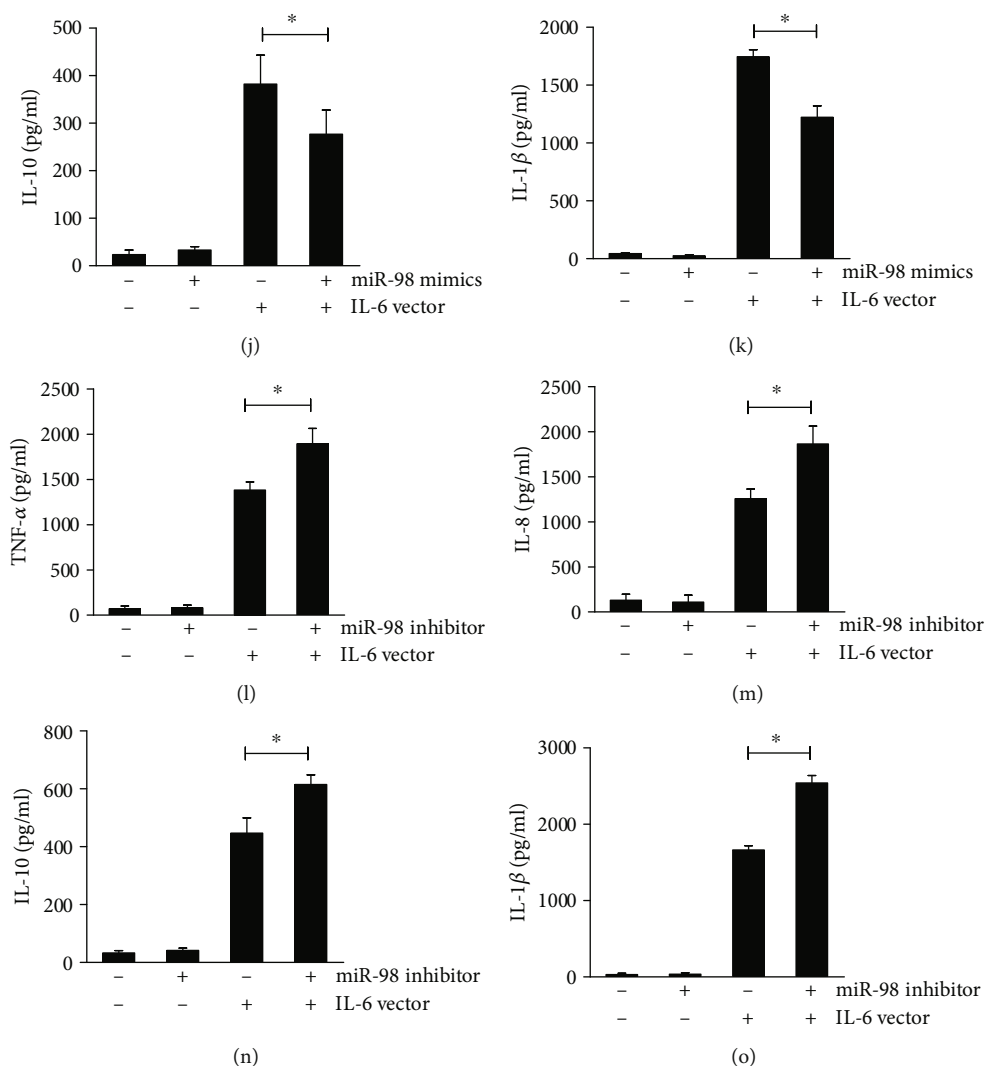 500
400
300
200
100
0
IL-10 (pg/ml)
*
– + – + miR-98 mimics
– – + + IL-6 vector
(j)
2000
1500
1000
500
0
IL-1β (pg/ml)
*
– + – + miR-98 mimics
– – + + IL-6 vector
(k)
2500
2000
1500
1000
500
0
TNF-α (pg/ml)
*
– + – + miR-98 inhibitor
– – + + IL-6 vector
(l)
2500
2000
1500
1000
500
0
IL-8 (pg/ml)
*
– + – + miR-98 inhibitor
– – + + IL-6 vector
(m)
800
600
400
200
0
IL-10 (pg/ml)
*
– + – + miR-98 inhibitor
– – + + IL-6 vector
(n)
3000
2500
1000
500
0
IL-1β (pg/ml)
*
– + – + miR-98 inhibitor
– – + + IL-6 vector
(o)